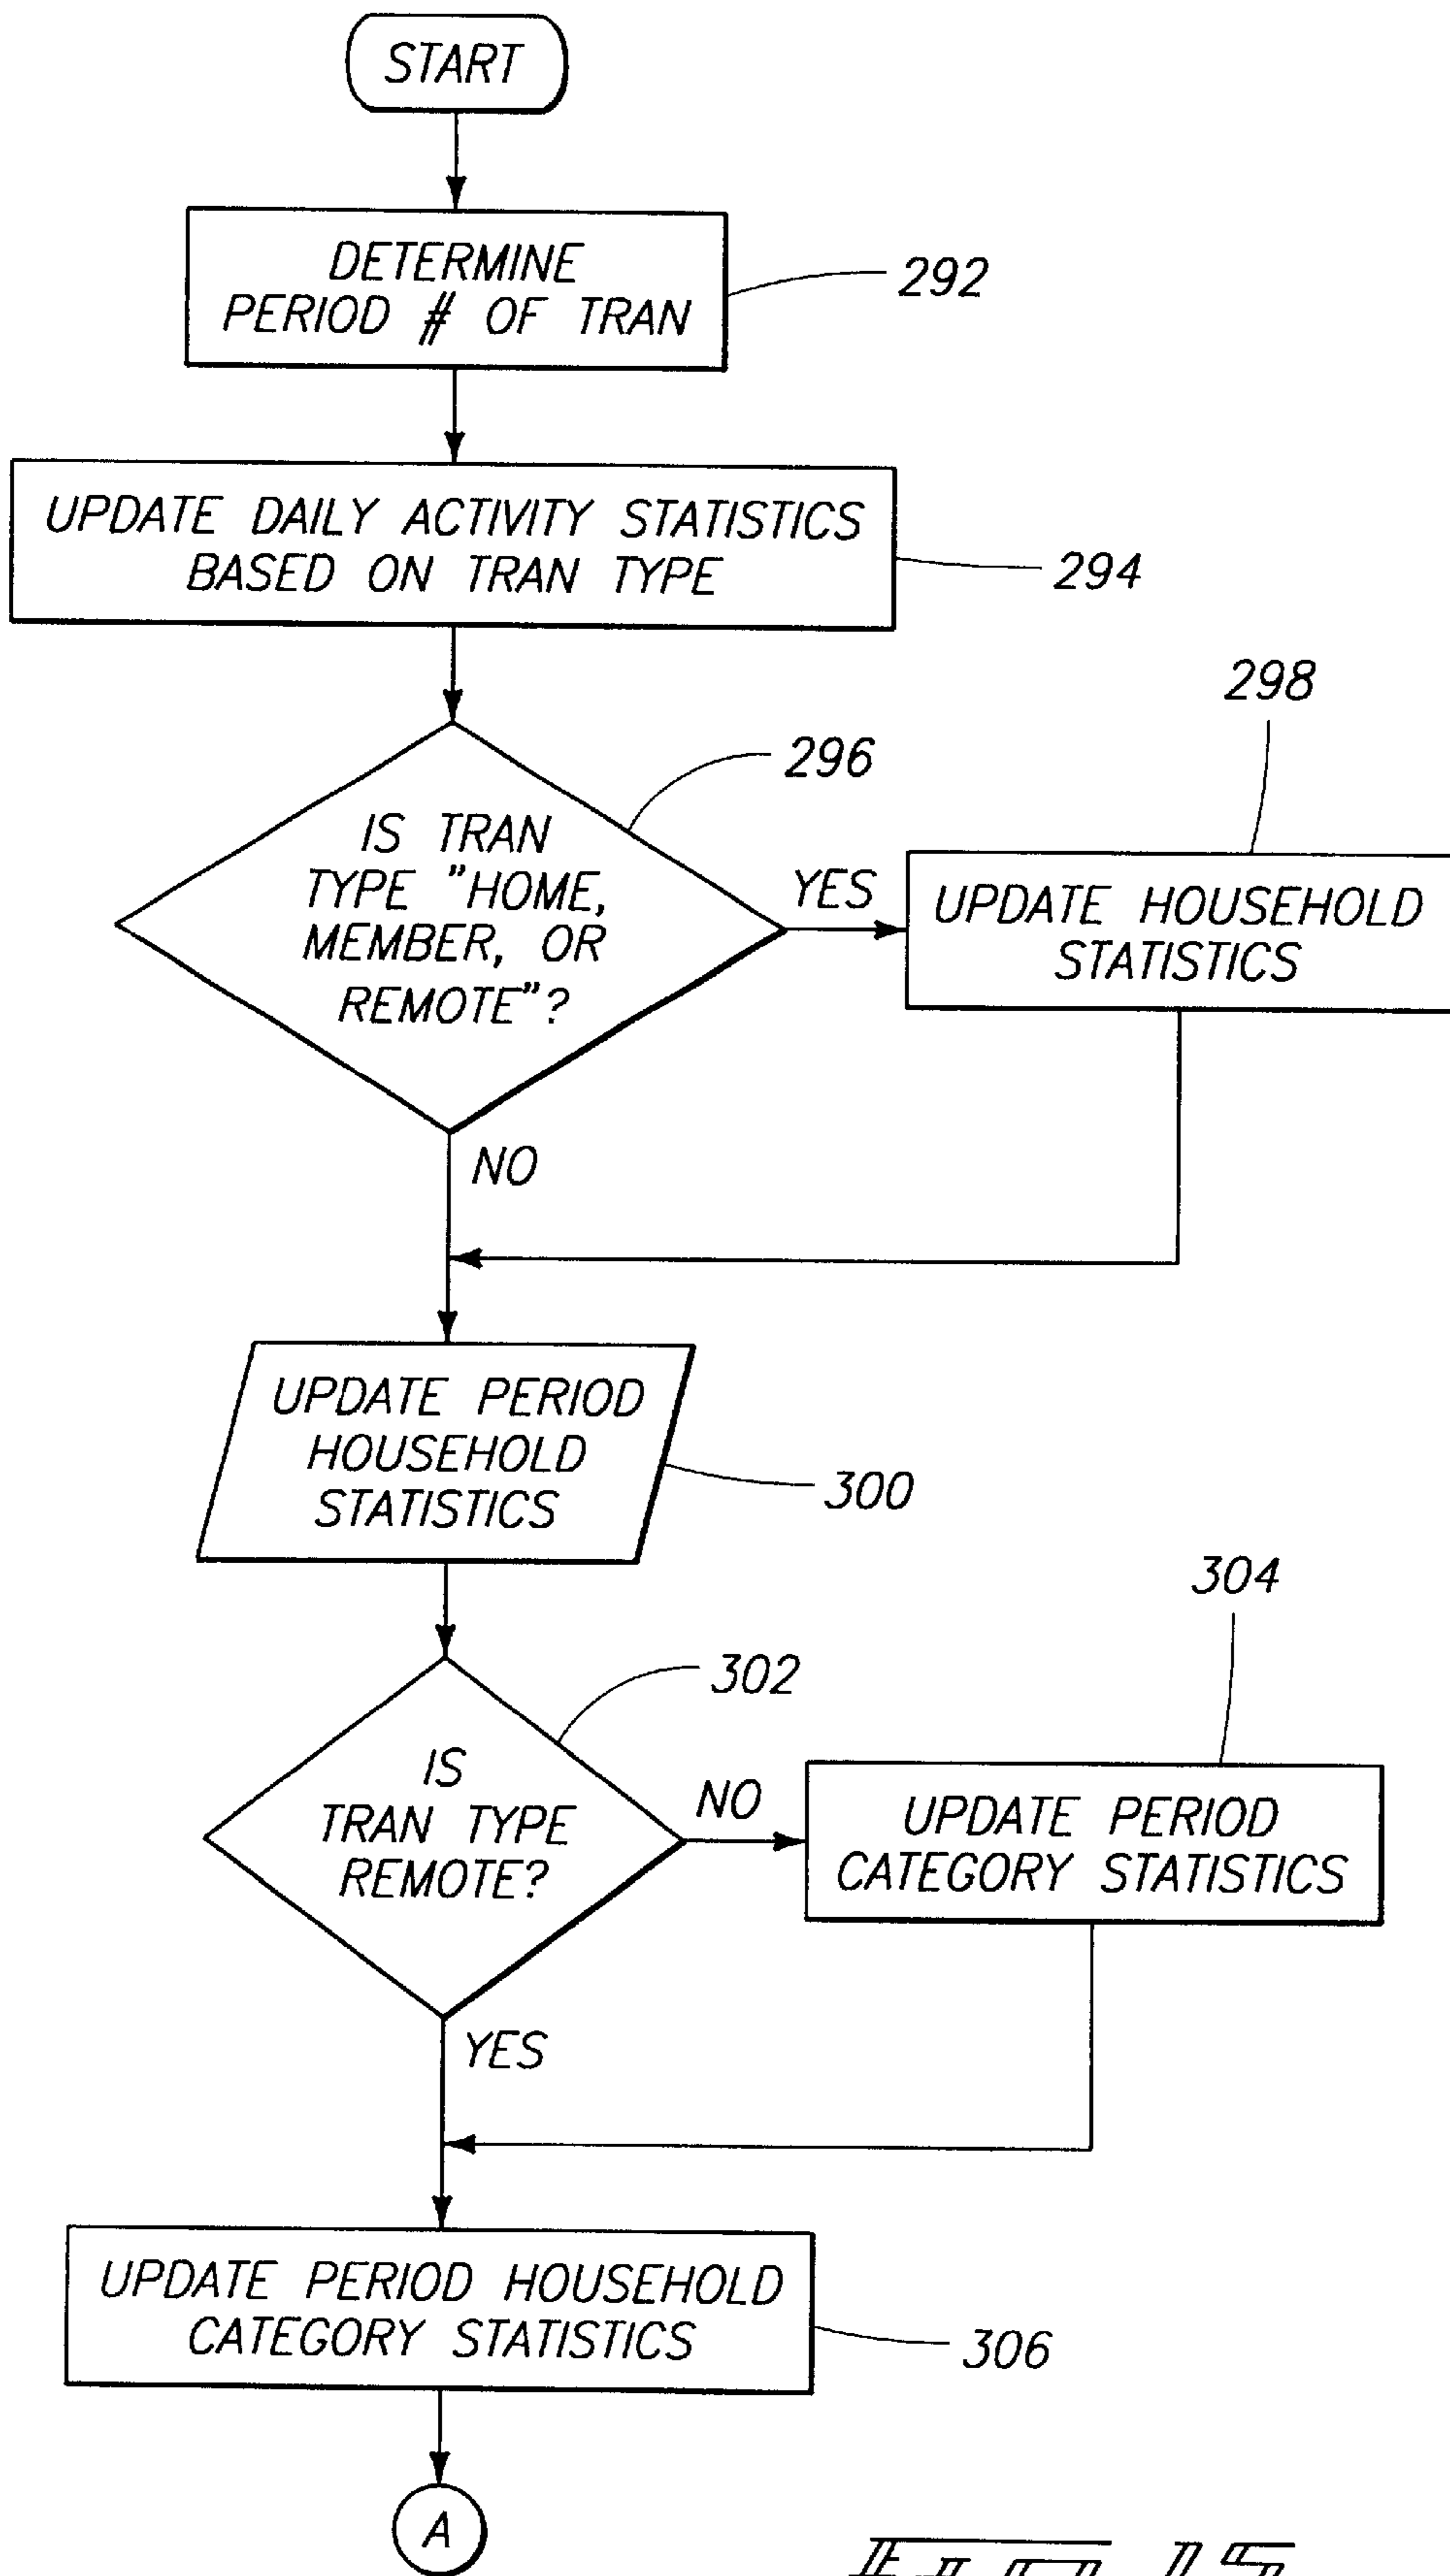 START
DETERMINE
PERIOD # OF TRAN
292
UPDATE DAILY ACTIVITY STATISTICS
BASED ON TRAN TYPE
294
296
IS TRAN
TYPE "HOME,
MEMBER, OR
REMOTE"?
YES
298
UPDATE HOUSEHOLD
STATISTICS
NO
UPDATE PERIOD
HOUSEHOLD
STATISTICS
300
302
IS
TRAN TYPE
REMOTE?
NO
304
UPDATE PERIOD
CATEGORY STATISTICS
YES
UPDATE PERIOD HOUSEHOLD
CATEGORY STATISTICS
306
A